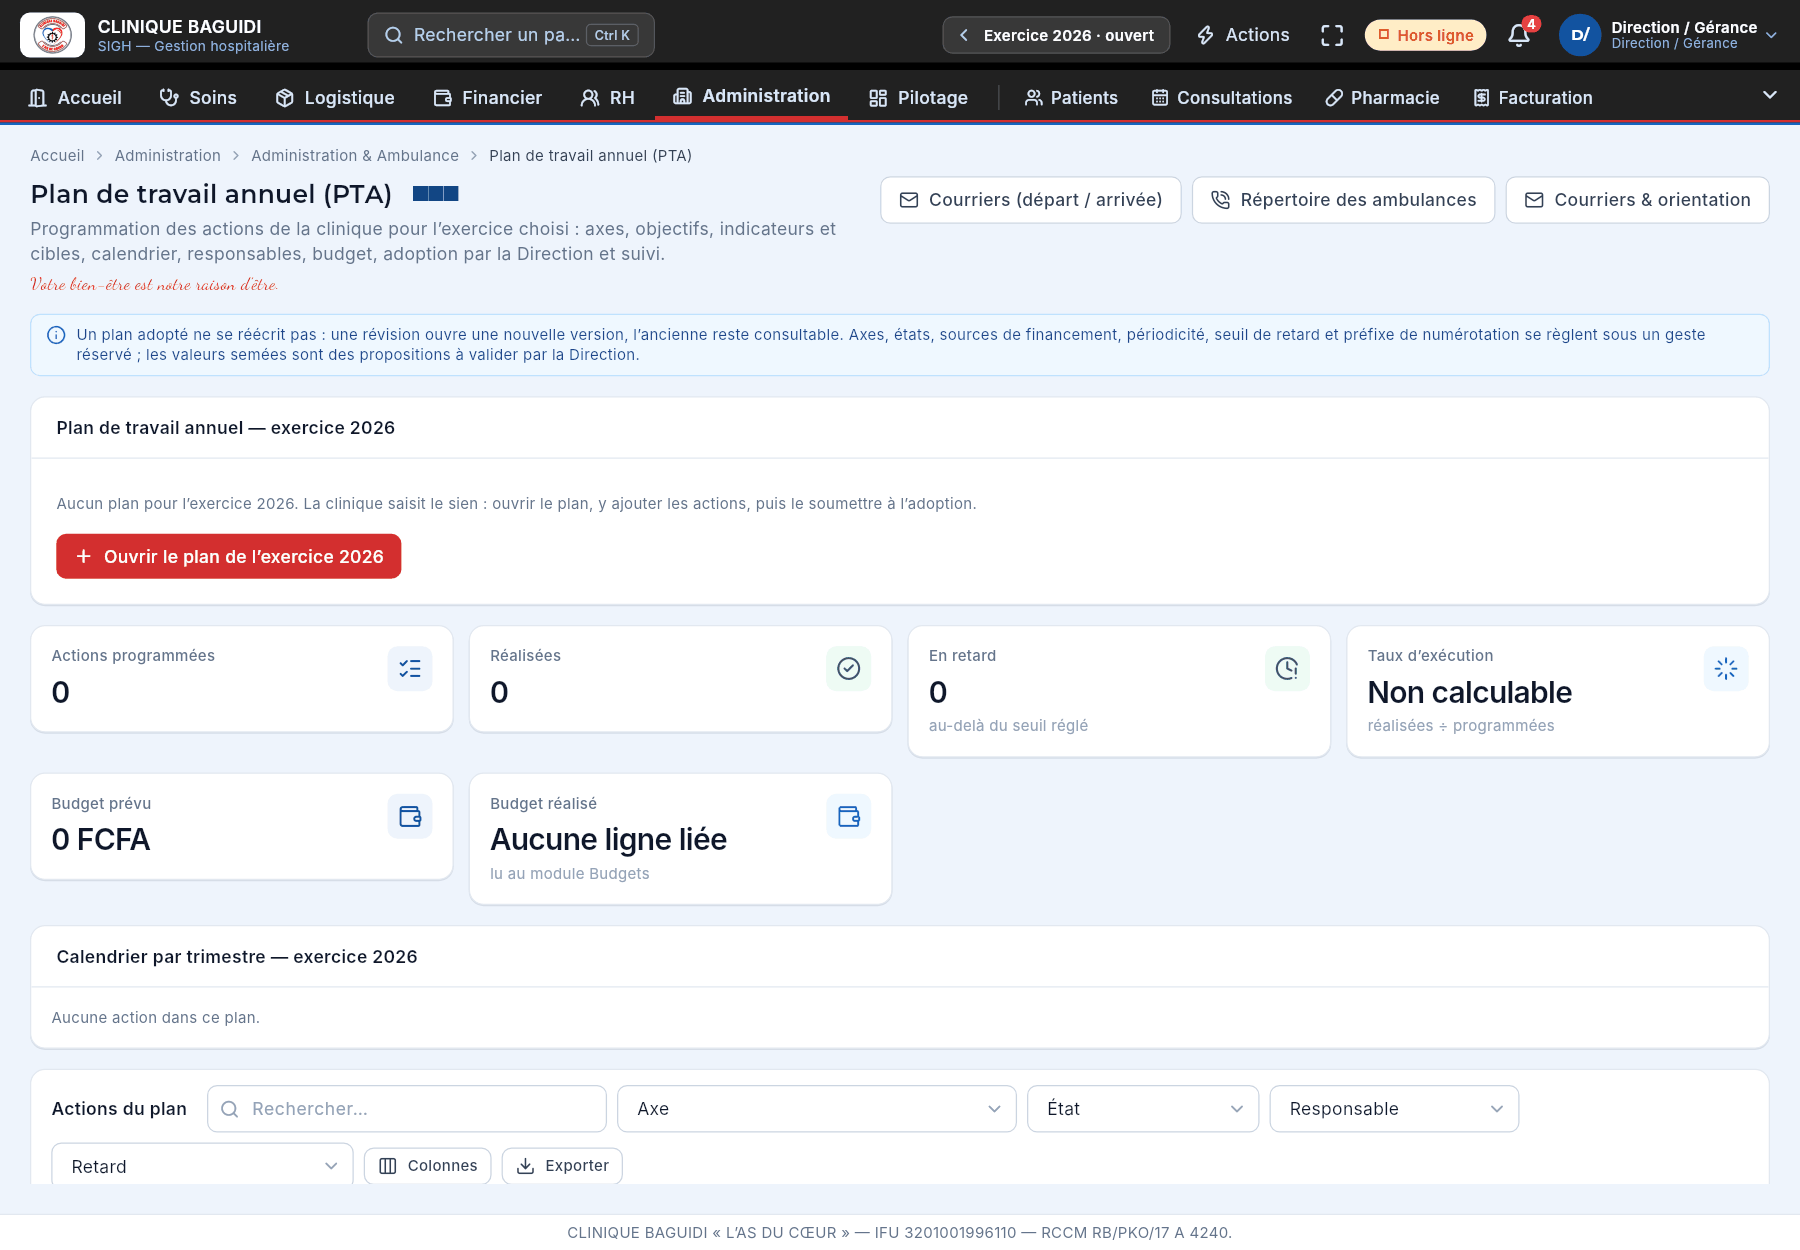 CLINIQUE BAGUIDI
SIGH — Gestion hospitalière
Rechercher un pa... Ctrl K
Exercice 2026 · ouvert
Actions
Hors ligne
4
D/
Direction / Gérance
Direction / Gérance
Accueil Soins Logistique Financier RH Administration Pilotage Patients Consultations Pharmacie Facturation
Accueil > Administration > Administration & Ambulance > Plan de travail annuel (PTA)
Plan de travail annuel (PTA)
Courriers (départ / arrivée) Répertoire des ambulances Courriers & orientation
Programmation des actions de la clinique pour l’exercice choisi : axes, objectifs, indicateurs et
cibles, calendrier, responsables, budget, adoption par la Direction et suivi.
Votre bien-être est notre raison d'être.
Un plan adopté ne se réécrit pas : une révision ouvre une nouvelle version, l’ancienne reste consultable. Axes, états, sources de financement, périodicité, seuil de retard et préfixe de numérotation se règlent sous un geste
réservé ; les valeurs semées sont des propositions à valider par la Direction.
Plan de travail annuel — exercice 2026
Aucun plan pour l’exercice 2026. La clinique saisit le sien : ouvrir le plan, y ajouter les actions, puis le soumettre à l’adoption.
+ Ouvrir le plan de l’exercice 2026
Actions programmées
0
Réalisées
0
En retard
0
au-delà du seuil réglé
Taux d’exécution
Non calculable
réalisées ÷ programmées
Budget prévu
0 FCFA
Budget réalisé
Aucune ligne liée
lu au module Budgets
Calendrier par trimestre — exercice 2026
Aucune action dans ce plan.
Actions du plan Rechercher... Axe État Responsable
Retard Colonnes Exporter
CLINIQUE BAGUIDI « L’AS DU CŒUR » — IFU 3201001996110 — RCCM RB/PKO/17 A 4240.